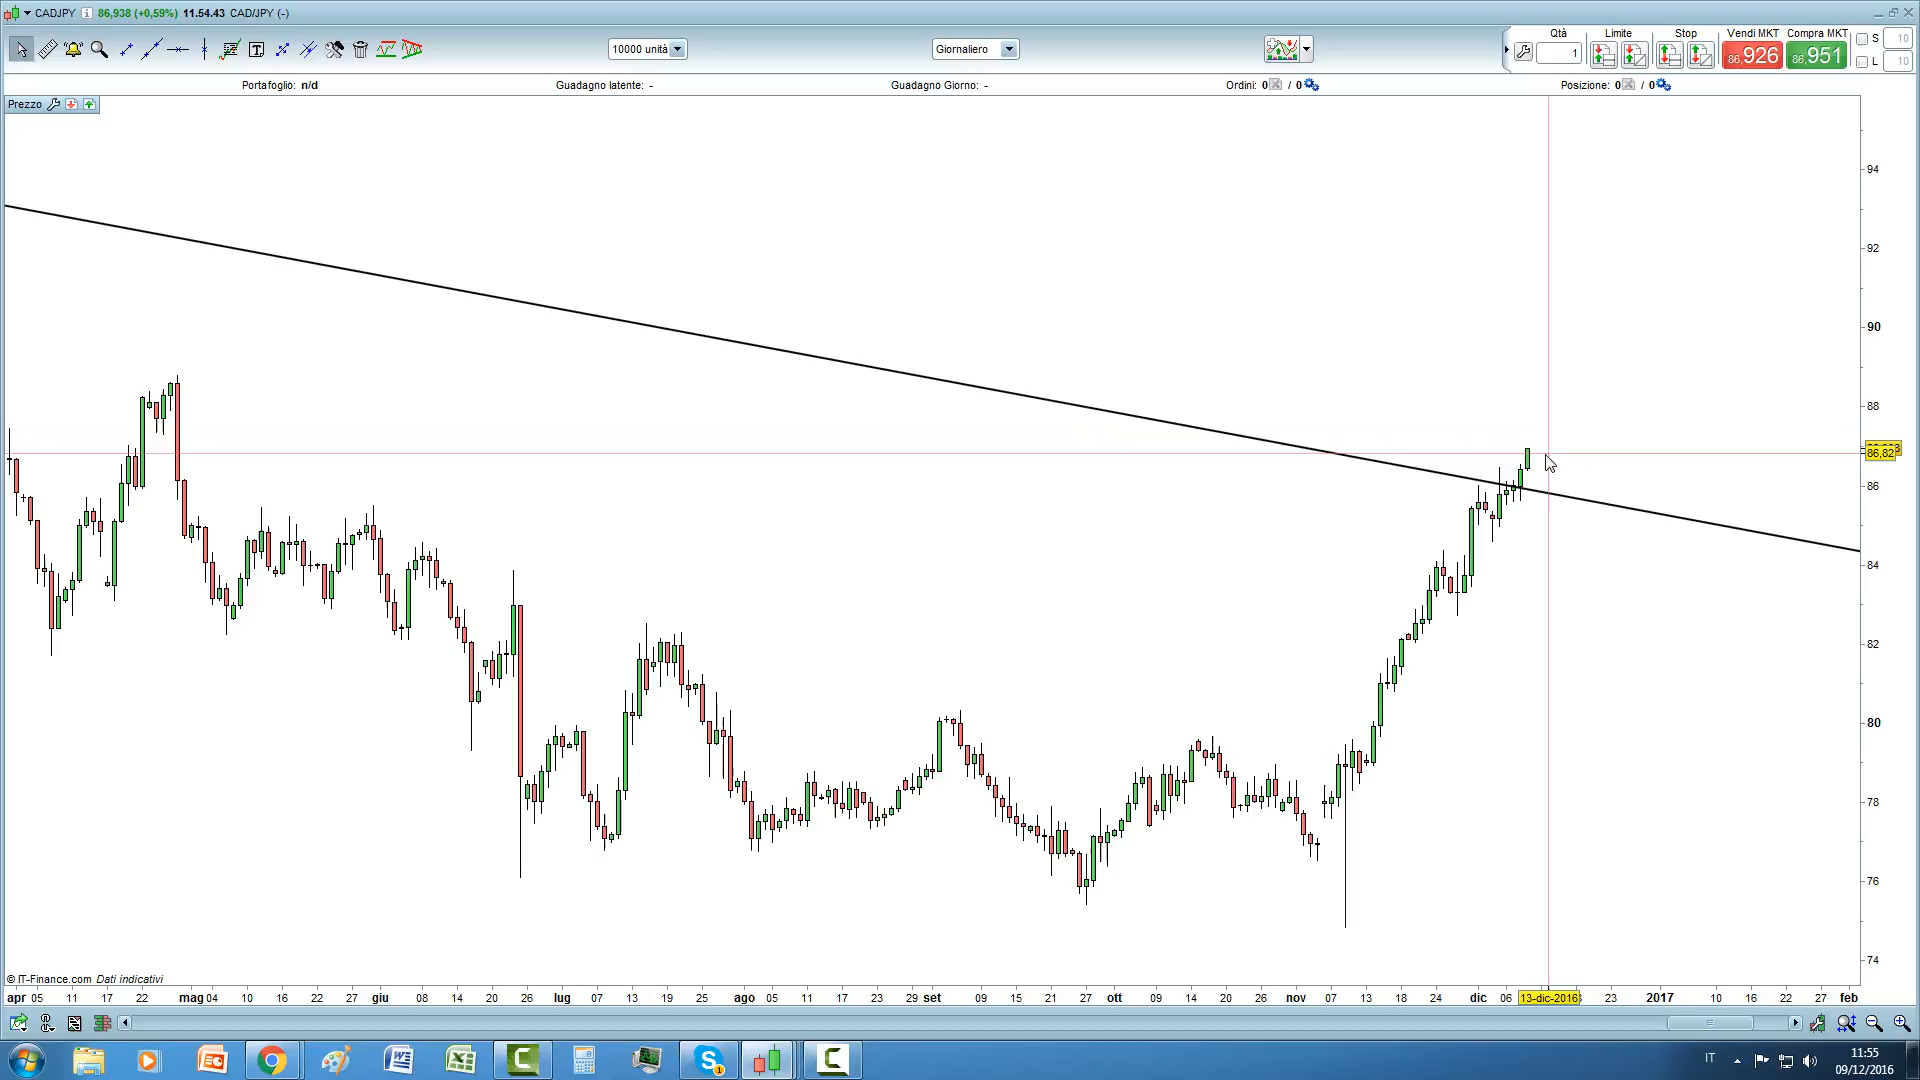 CADJPY 86,938 (+0,59%) 11.54.43 CAD/JPY (-)
10000 unità
Giornaliero
Qtà Limite Stop Vendi MKT Compra MKT S 10
1 86,926 86,951 L 10
Portafoglio: n/d Guadagno latente: - Guadagno Giorno: - Ordini: 0 / 0 Posizione: 0 / 0
Prezzo
94
92
90
88
86,82
86
84
82
80
78
76
74
© IT-Finance.com Dati indicativi
apr 05 11 17 22 mag 04 10 16 22 27 giu 08 14 20 26 lug 07 13 19 25 ago 05 11 17 23 29 set 09 15 21 27 ott 09 14 20 26 nov 07 13 18 24 dic 06 13-dic-2016 23 2017 10 16 22 27 feb
IT 11:55
09/12/2016